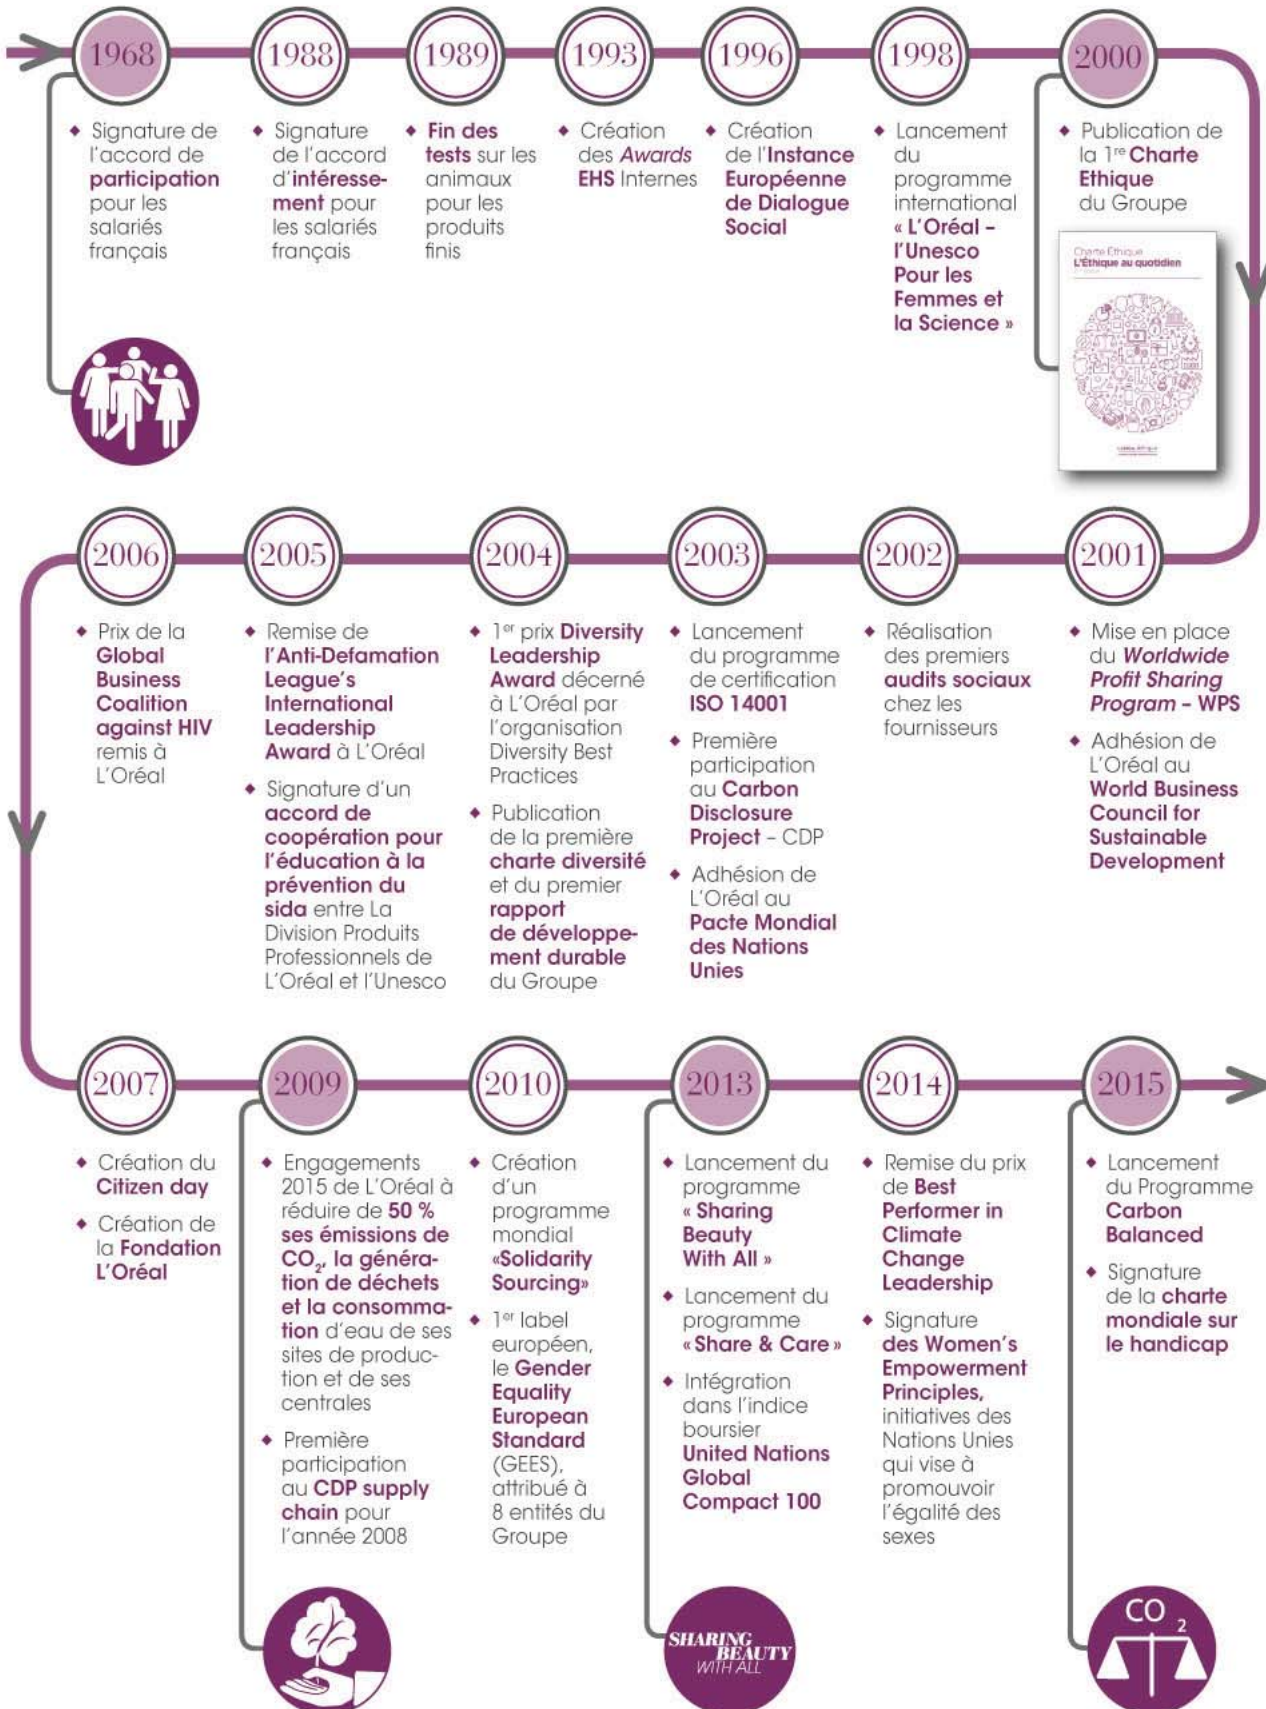 1968
Signature de
l'accord de
participation
pour les
salariés
français
1988
Signature
de l'accord
d'intéresse-
ment pour
les salariés
français
1989
Fin des
tests sur les
animaux
pour les
produits
finis
1993
Création
des Awards
EHS Internes
1996
Création
de l'Instance
Européenne
de Dialogue
Social
1998
Lancement
du
programme
international
« L'Oréal –
l'Unesco
Pour les
Femmes et
la Science »
2000
Publication de
la 1re Charte
Ethique
du Groupe
Charte Ethique
L'Éthique au quotidien
2001
Mise en place
du Worldwide
Profit Sharing
Program – WPS
Adhésion de
L'Oréal au
World Business
Council for
Sustainable
Development
2002
Réalisation
des premiers
audits sociaux
chez les
fournisseurs
2003
Lancement
du programme
de certification
ISO 14001
Première
participation
au Carbon
Disclosure
Project – CDP
Adhésion de
L'Oréal au
Pacte Mondial
des Nations
Unies
2004
1er prix Diversity
Leadership
Award décerné
à L'Oréal par
l'organisation
Diversity Best
Practices
Publication
de la première
charte diversité
et du premier
rapport
de développe-
ment durable
du Groupe
2005
Remise de
l'Anti-Defamation
League's
International
Leadership
Award à L'Oréal
Signature d'un
accord de
coopération pour
l'éducation à la
prévention du
sida entre La
Division Produits
Professionnels de
L'Oréal et l'Unesco
2006
Prix de la
Global
Business
Coalition
against HIV
remis à
L'Oréal
2007
Création du
Citizen day
Création de
la Fondation
L'Oréal
2009
Engagements
2015 de L'Oréal à
réduire de 50 %
ses émissions de
CO2, la généra-
tion de déchets
et la consomma-
tion d'eau de ses
sites de produc-
tion et de ses
centrales
Première
participation
au CDP supply
chain pour
l'année 2008
2010
Création
d'un
programme
mondial
«Solidarity
Sourcing»
1er label
européen,
le Gender
Equality
European
Standard
(GEES),
attribué à
8 entités du
Groupe
2013
Lancement du
programme
« Sharing
Beauty
With All »
Lancement du
programme
« Share & Care »
Intégration
dans l'indice
boursier
United Nations
Global
Compact 100
SHARING
BEAUTY
WITH ALL
2014
Remise du prix
de Best
Performer in
Climate
Change
Leadership
Signature
des Women's
Empowerment
Principles,
initiatives des
Nations Unies
qui vise à
promouvoir
l'égalité des
sexes
2015
Lancement
du Programme
Carbon
Balanced
Signature
de la charte
mondiale sur
le handicap
CO2